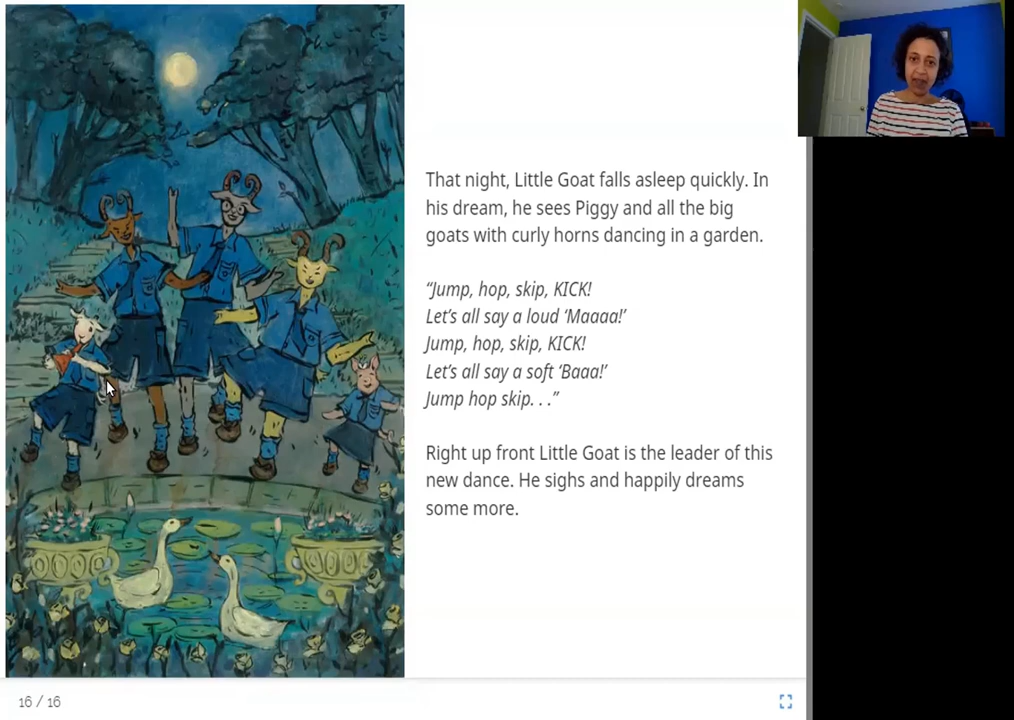 That night, Little Goat falls asleep quickly. In
his dream, he sees Piggy and all the big
goats with curly horns dancing in a garden.
“Jump, hop, skip, KICK!
Let’s all say a loud ‘Maaaa!’
Jump, hop, skip, KICK!
Let’s all say a soft ‘Baaa!’
Jump hop skip. . .”
Right up front Little Goat is the leader of this
new dance. He sighs and happily dreams
some more.
16 / 16